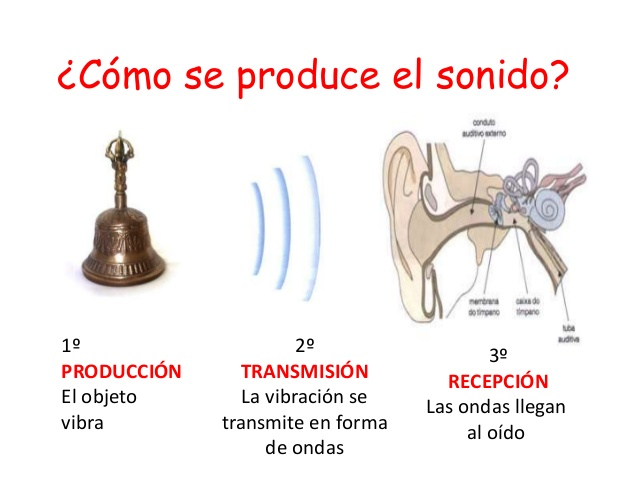 ¿Cómo se produce el sonido?
conduto
auditivo externo
membrana
do tímpano
caixa do
tímpano
tuba
auditiva
1º
PRODUCCIÓN
El objeto
vibra
2º
TRANSMISIÓN
La vibración se
transmite en forma
de ondas
3º
RECEPCIÓN
Las ondas llegan
al oído